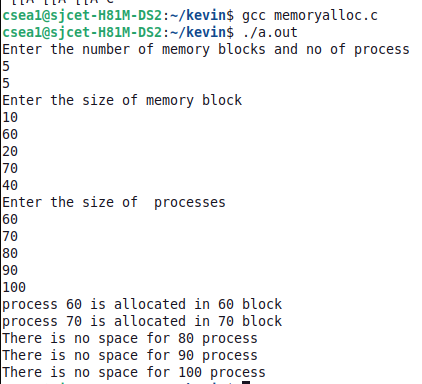 csea1@sjcet-H81M-DS2:~/kevin$ gcc memoryalloc.c
csea1@sjcet-H81M-DS2:~/kevin$ ./a.out
Enter the number of memory blocks and no of process
5
5
Enter the size of memory block
10
60
20
70
40
Enter the size of  processes
60
70
80
90
100
process 60 is allocated in 60 block
process 70 is allocated in 70 block
There is no space for 80 process
There is no space for 90 process
There is no space for 100 process